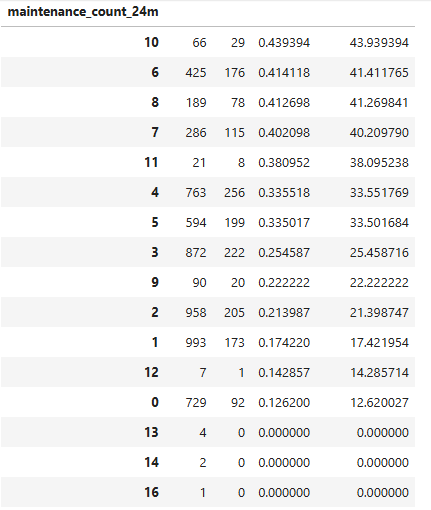 maintenance_count_24m
10 66 29 0.439394 43.939394
6 425 176 0.414118 41.411765
8 189 78 0.412698 41.269841
7 286 115 0.402098 40.209790
11 21 8 0.380952 38.095238
4 763 256 0.335518 33.551769
5 594 199 0.335017 33.501684
3 872 222 0.254587 25.458716
9 90 20 0.222222 22.222222
2 958 205 0.213987 21.398747
1 993 173 0.174220 17.421954
12 7 1 0.142857 14.285714
0 729 92 0.126200 12.620027
13 4 0 0.000000 0.000000
14 2 0 0.000000 0.000000
16 1 0 0.000000 0.000000